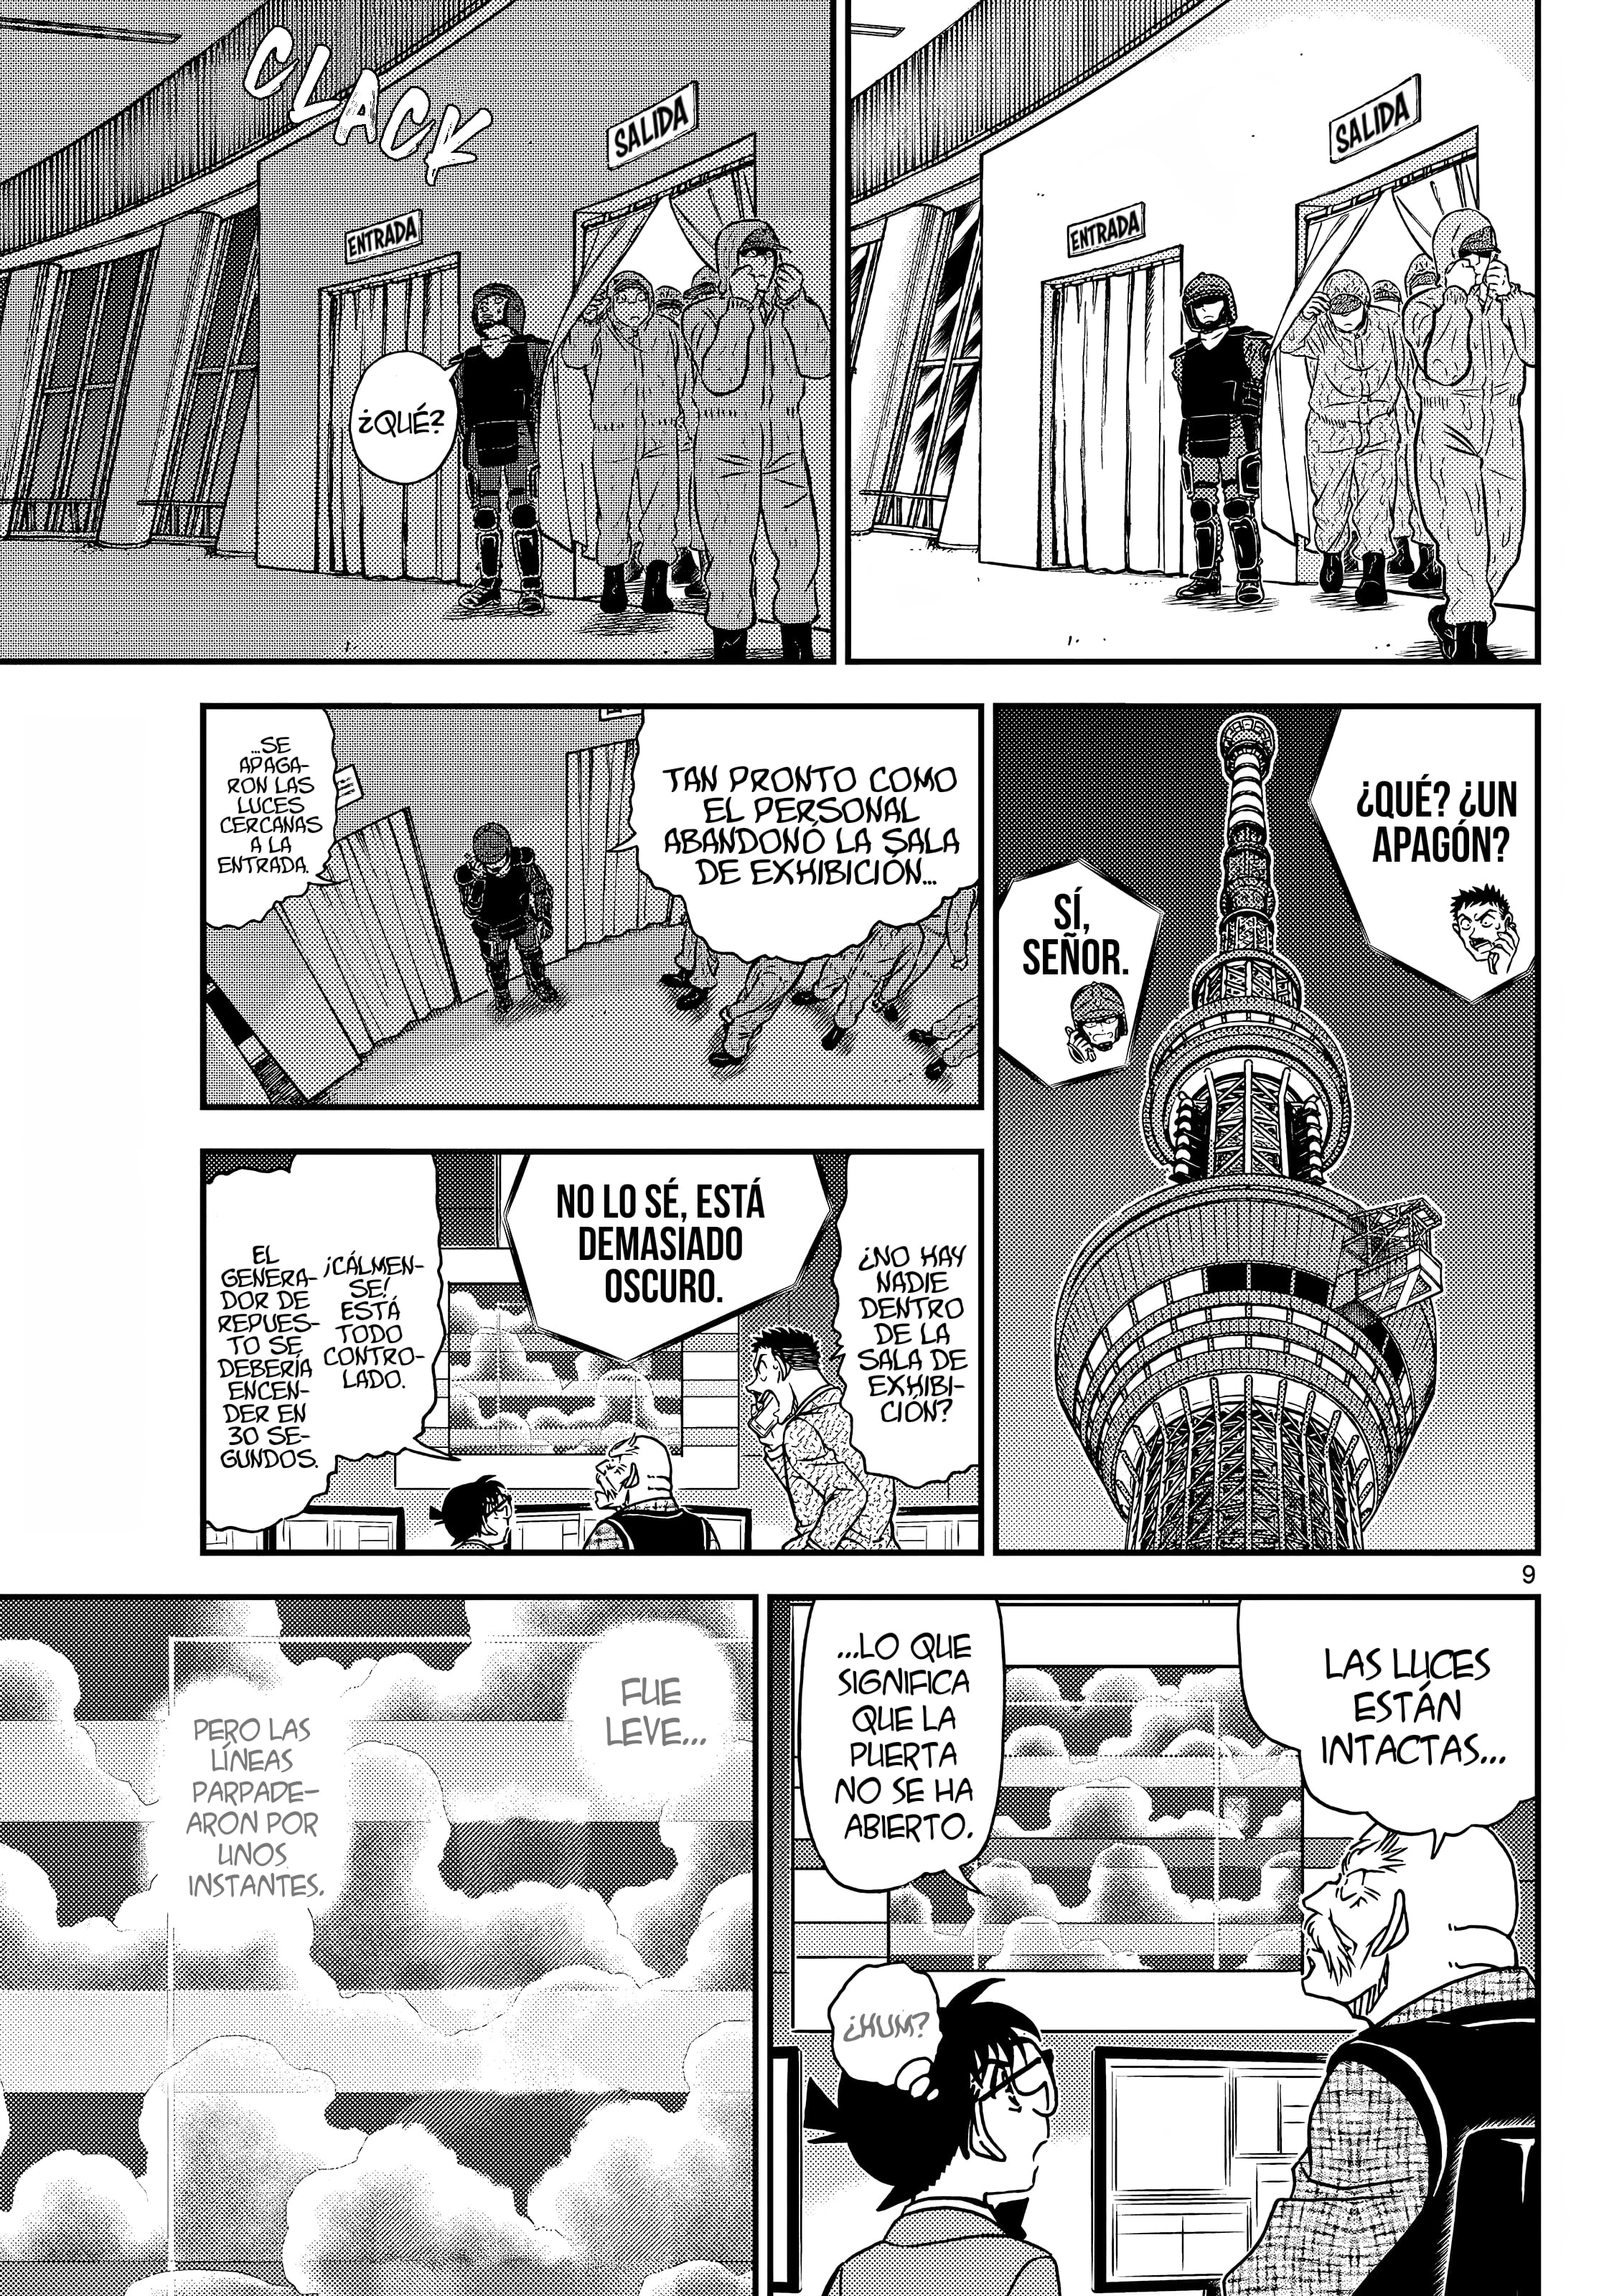 SALIDA
ENTRADA
CLACK
SALIDA
ENTRADA
¿QUÉ?
¿QUÉ? ¿UN
APAGÓN?
SÍ,
SEÑOR.
TAN PRONTO COMO
EL PERSONAL
ABANDONÓ LA SALA
DE EXHIBICIÓN...
...SE
APAGA-
RON LAS
LUCES
CERCANAS
A LA
ENTRADA.
¿NO HAY
NADIE
DENTRO
DE LA
SALA DE
EXHIBI-
CIÓN?
NO LO SÉ, ESTÁ
DEMASIADO
OSCURO.
¡CÁLMEN-
SE!
ESTÁ
TODO
CONTRO-
LADO.
EL
GENERA-
DOR DE
REPUES-
TO SE
DEBERÍA
ENCEN-
DER EN
30 SE-
GUNDOS.
9
LAS LUCES
ESTÁN
INTACTAS...
...LO QUE
SIGNIFICA
QUE LA
PUERTA
NO SE HA
ABIERTO.
¿HUM?
FUE
LEVE...
PERO LAS
LÍNEAS
PARPADE-
ARON POR
UNOS
INSTANTES.